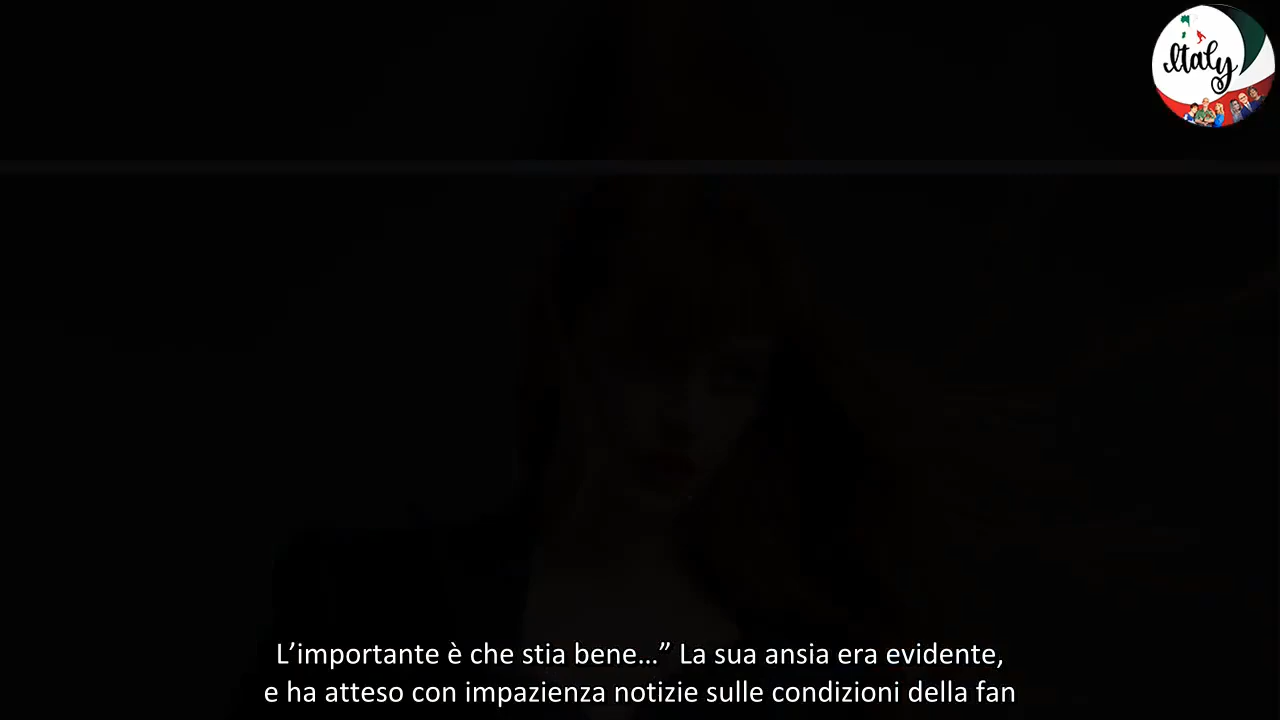 Italy
L’importante è che stia bene…” La sua ansia era evidente,
e ha atteso con impazienza notizie sulle condizioni della fan